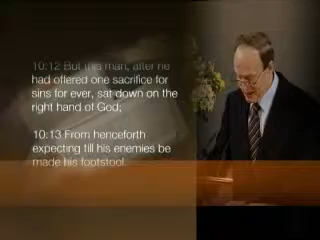 10:12 But this man, after he
had offered one sacrifice for
sins for ever, sat down on the
right hand of God;
10:13 From henceforth
expecting till his enemies be
made his footstool.